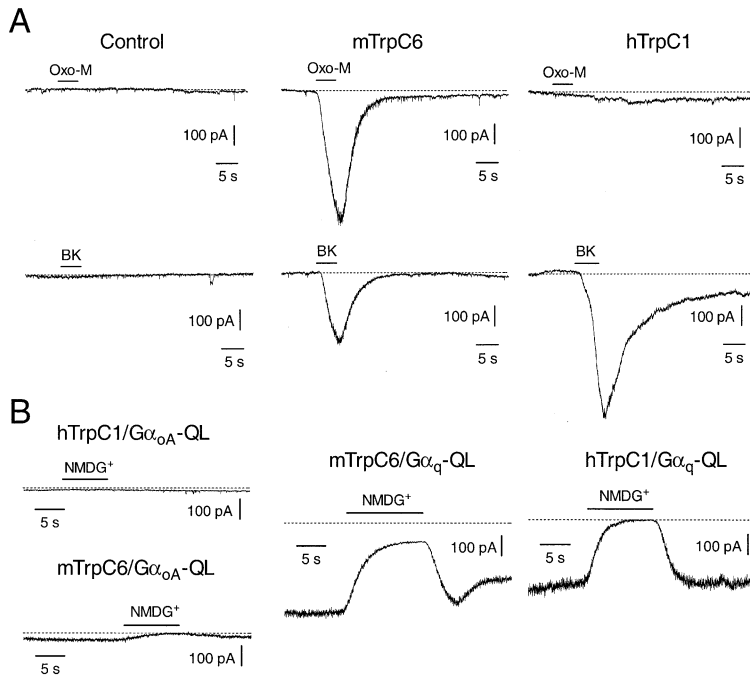 A
Control
mTrpC6
hTrpC1
Oxo-M
Oxo-M
Oxo-M
100 pA
5 s
100 pA
5 s
100 pA
5 s
BK
BK
BK
100 pA
5 s
100 pA
5 s
100 pA
5 s
B
hTrpC1/GαoA-QL
NMDG+
5 s
100 pA
mTrpC6/GαoA-QL
NMDG+
5 s
100 pA
mTrpC6/Gαq-QL
NMDG+
5 s
100 pA
hTrpC1/Gαq-QL
NMDG+
5 s
100 pA